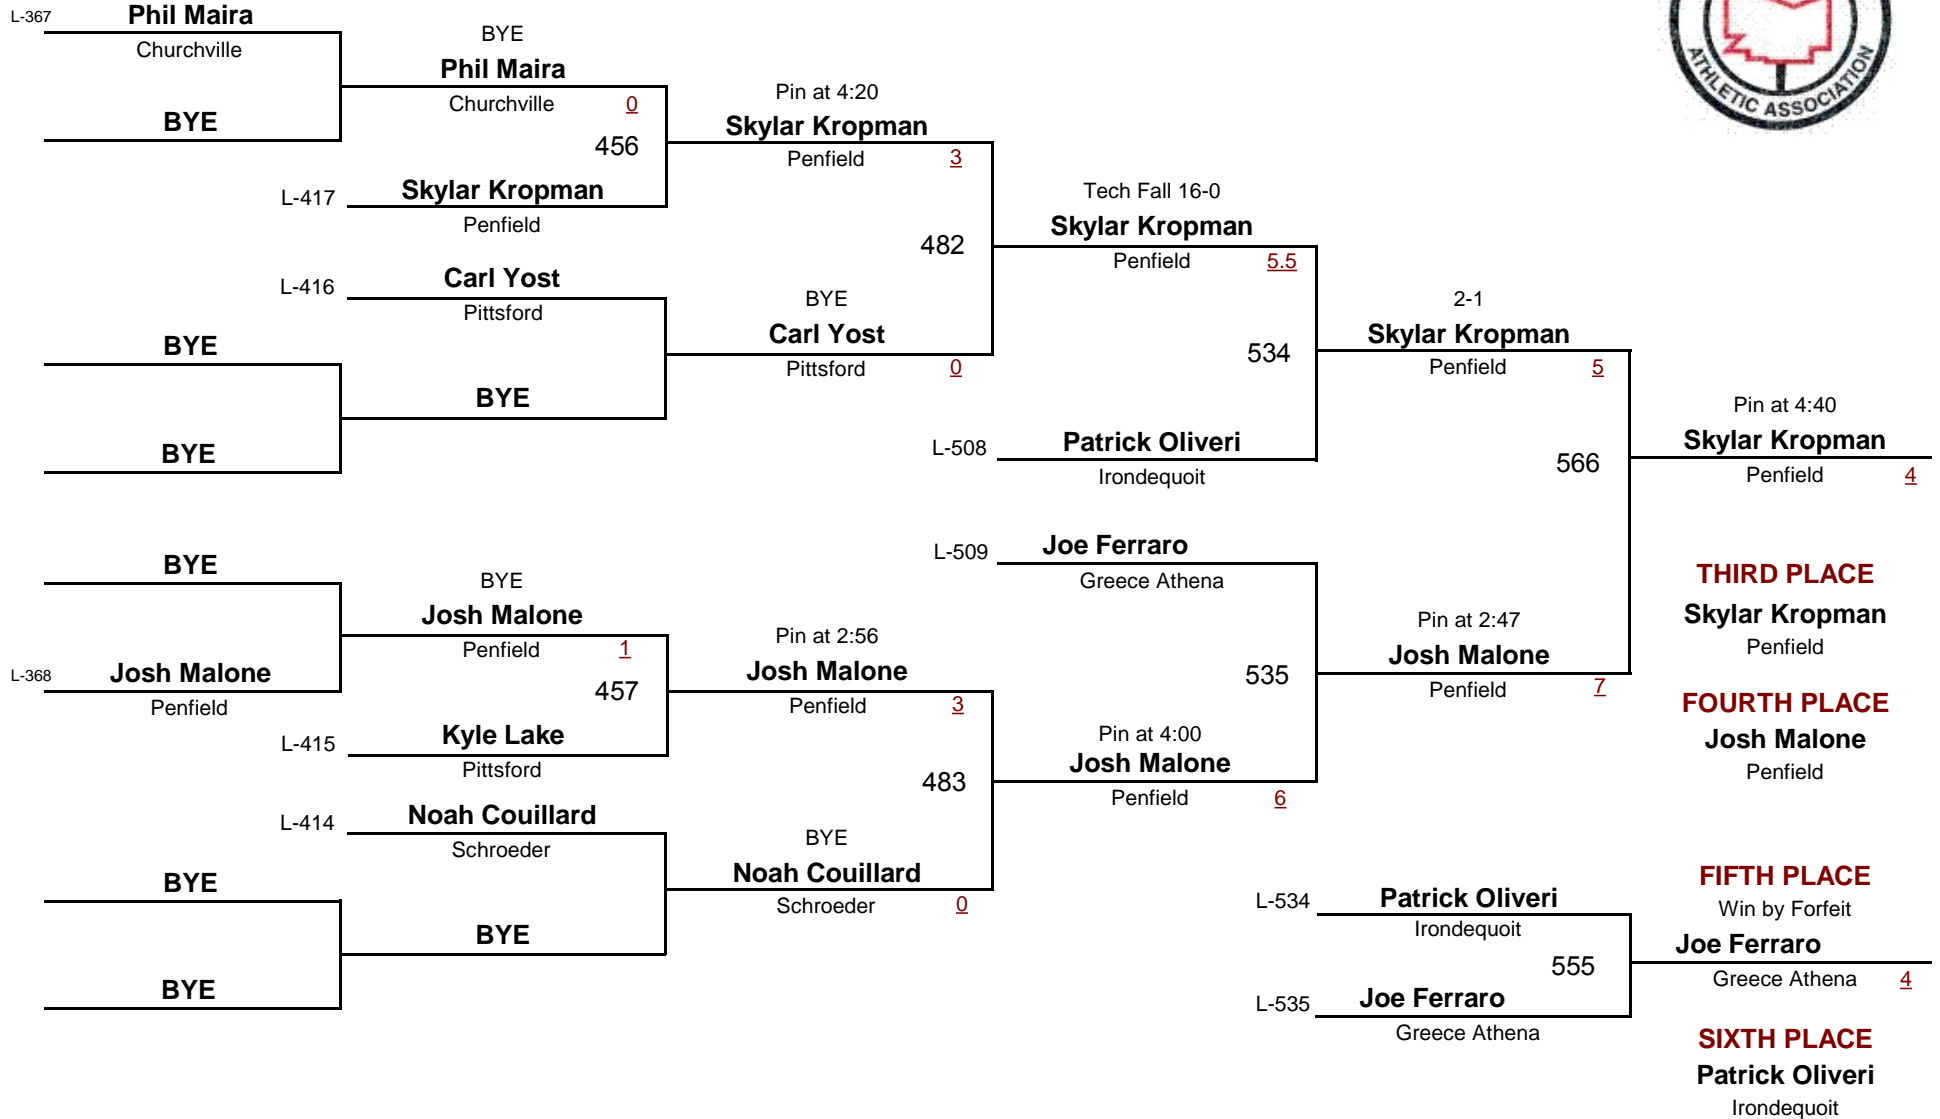 L-367
Phil Maira
Churchville
BYE
BYE
Phil Maira
Churchville
0
456
L-417
Skylar Kropman
Penfield
Pin at 4:20
Skylar Kropman
Penfield
3
L-416
Carl Yost
Pittsford
BYE
BYE
BYE
BYE
Carl Yost
Pittsford
0
482
Tech Fall 16-0
Skylar Kropman
Penfield
5.5
534
L-508
Patrick Oliveri
Irondequoit
2-1
Skylar Kropman
Penfield
5
566
Pin at 4:40
Skylar Kropman
Penfield
4
BYE
L-368
Josh Malone
Penfield
BYE
Josh Malone
Penfield
1
457
L-415
Kyle Lake
Pittsford
Pin at 2:56
Josh Malone
Penfield
3
L-414
Noah Couillard
Schroeder
BYE
BYE
BYE
BYE
Noah Couillard
Schroeder
0
483
L-509
Joe Ferraro
Greece Athena
535
Pin at 4:00
Josh Malone
Penfield
6
Pin at 2:47
Josh Malone
Penfield
7
THIRD PLACE
Skylar Kropman
Penfield
FOURTH PLACE
Josh Malone
Penfield
L-534
Patrick Oliveri
Irondequoit
555
L-535
Joe Ferraro
Greece Athena
FIFTH PLACE
Win by Forfeit
Joe Ferraro
Greece Athena
4
SIXTH PLACE
Patrick Oliveri
Irondequoit
ATHLETIC ASSOCIATION